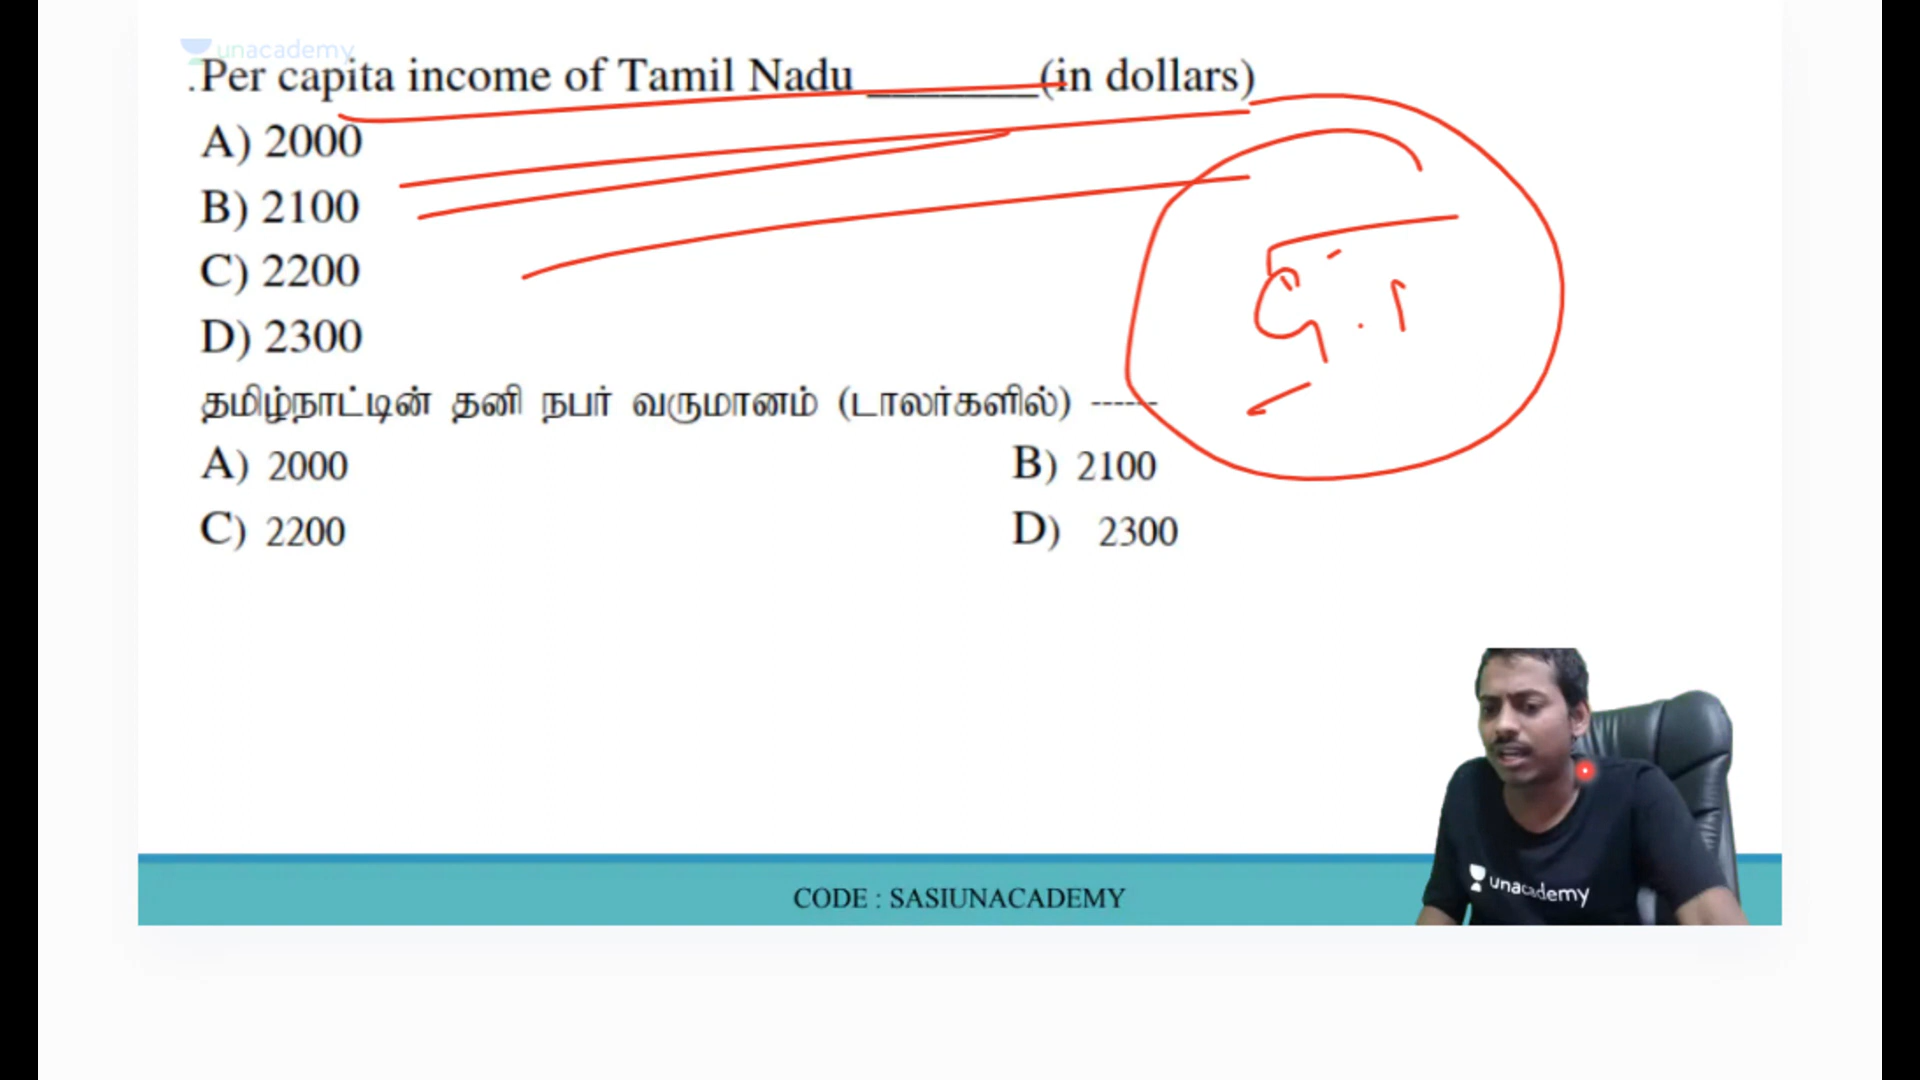 unacademy
.Per capita income of Tamil Nadu ________(in dollars)
A) 2000
B) 2100
C) 2200
D) 2300
தமிழ்நாட்டின் தனி நபர் வருமானம் (டாலர்களில்) ------
A) 2000 B) 2100
C) 2200 D) 2300
unacademy
CODE : SASIUNACADEMY